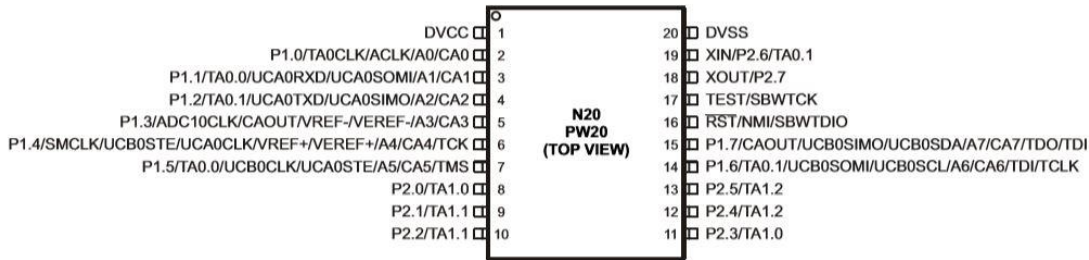 DVCC 1
P1.0/TA0CLK/ACLK/A0/CA0 2
P1.1/TA0.0/UCA0RXD/UCA0SOMI/A1/CA1 3
P1.2/TA0.1/UCA0TXD/UCA0SIMO/A2/CA2 4
P1.3/ADC10CLK/CAOUT/VREF-/VEREF-/A3/CA3 5
P1.4/SMCLK/UCB0STE/UCA0CLK/VREF+/VEREF+/A4/CA4/TCK 6
P1.5/TA0.0/UCB0CLK/UCA0STE/A5/CA5/TMS 7
P2.0/TA1.0 8
P2.1/TA1.1 9
P2.2/TA1.1 10
N20
PW20
(TOP VIEW)
20 DVSS
19 XIN/P2.6/TA0.1
18 XOUT/P2.7
17 TEST/SBWTCK
16 RST/NMI/SBWTDIO
15 P1.7/CAOUT/UCB0SIMO/UCB0SDA/A7/CA7/TDO/TDI
14 P1.6/TA0.1/UCB0SOMI/UCB0SCL/A6/CA6/TDI/TCLK
13 P2.5/TA1.2
12 P2.4/TA1.2
11 P2.3/TA1.0